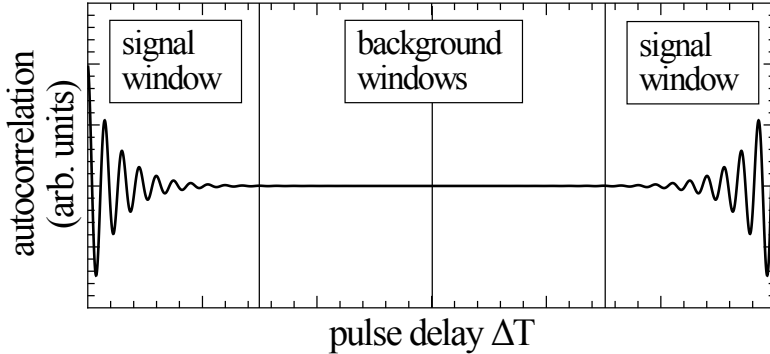 signal
window
background
windows
signal
window
autocorrelation
(arb. units)
pulse delay ΔT